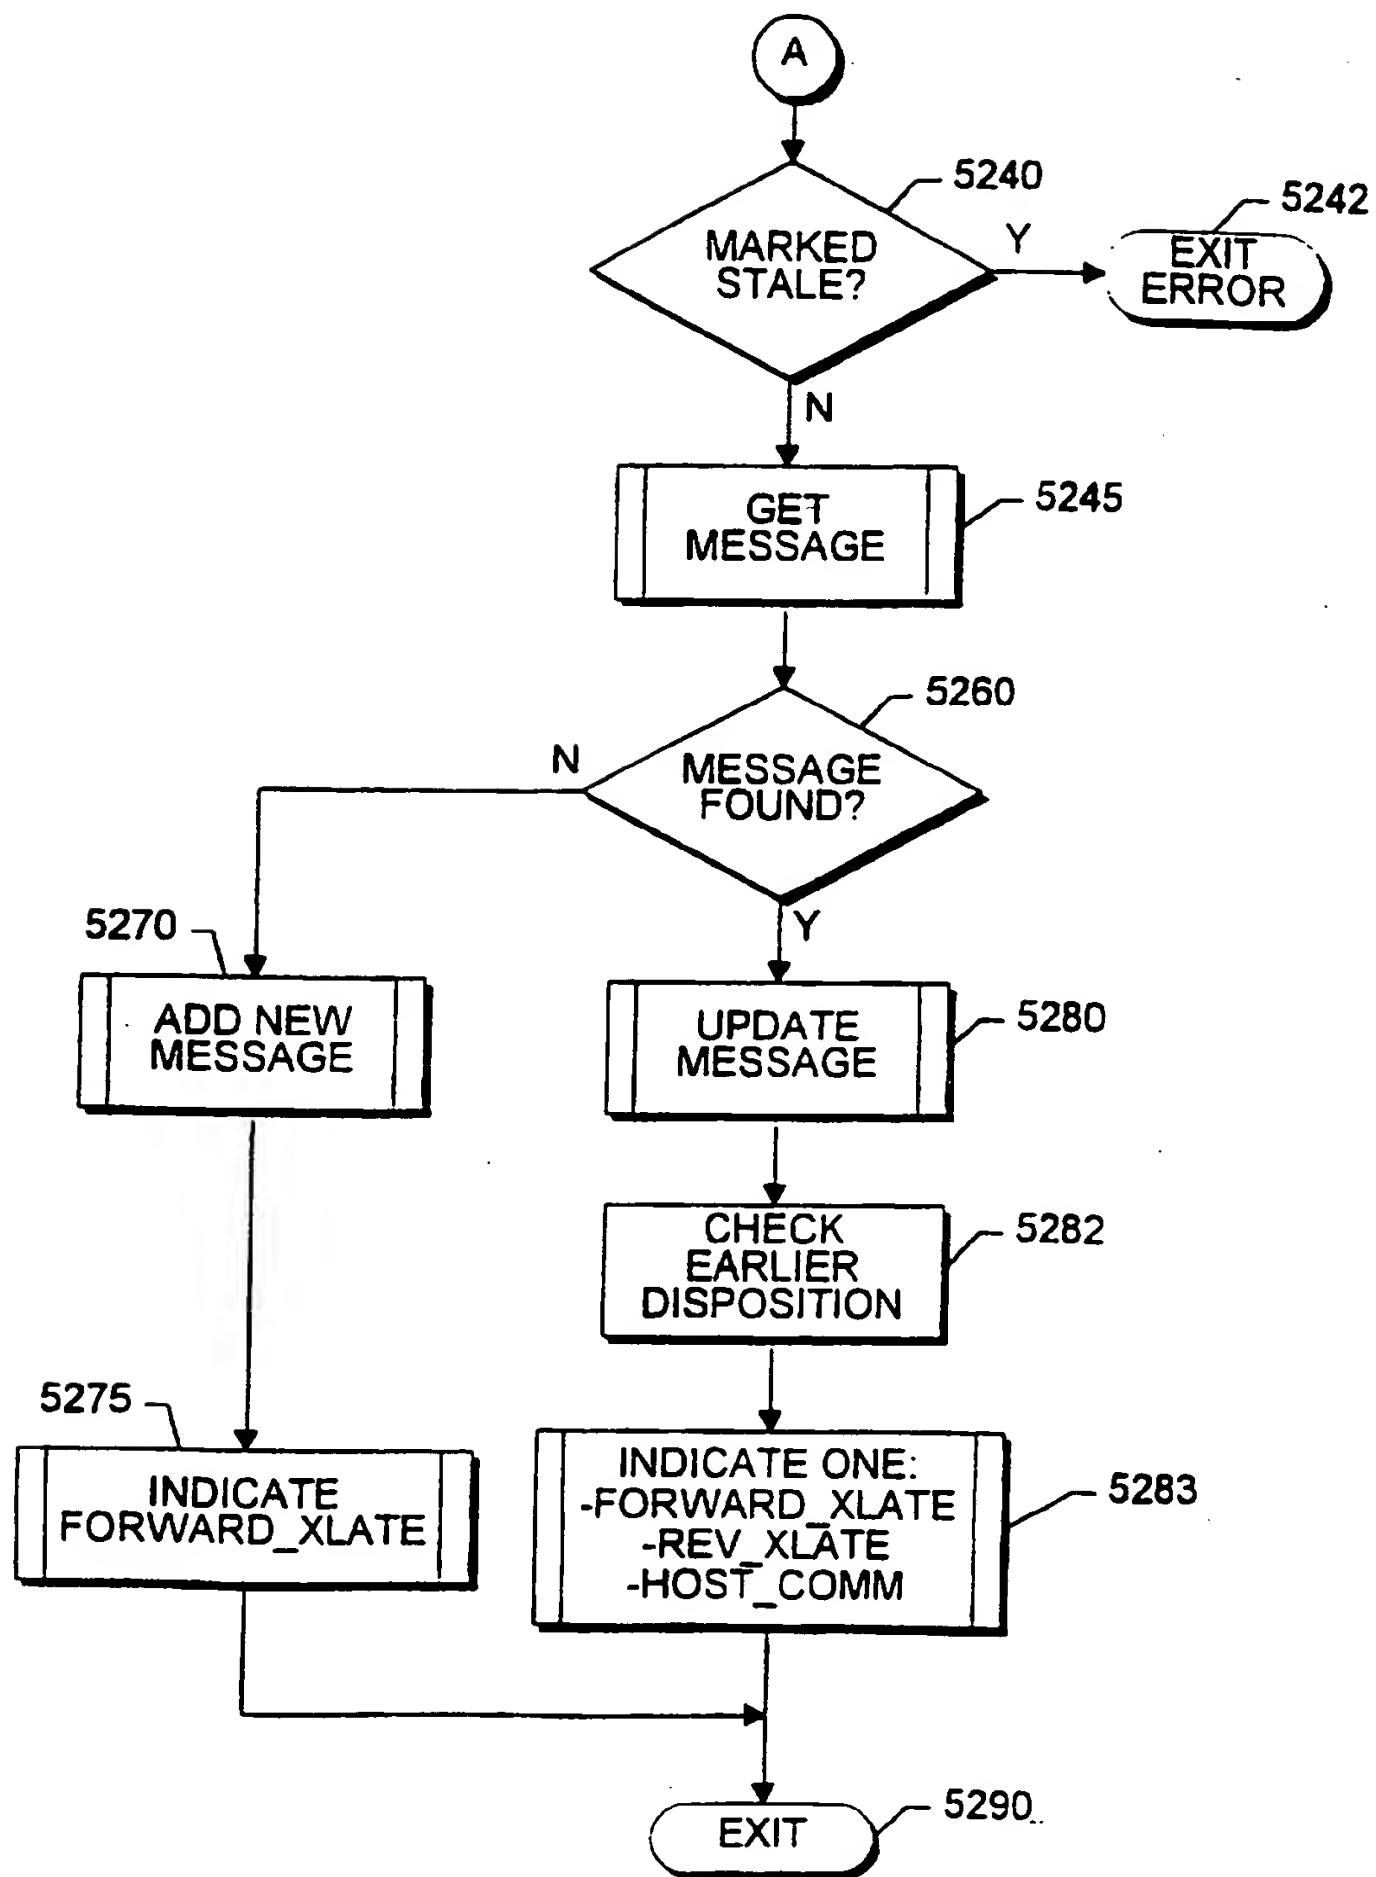 A
5240
MARKED
STALE?
Y
5242
EXIT
ERROR
N
GET
MESSAGE
5245
5260
N
MESSAGE
FOUND?
Y
5270
ADD NEW
MESSAGE
UPDATE
MESSAGE
5280
CHECK
EARLIER
DISPOSITION
5282
5275
INDICATE
FORWARD_XLATE
INDICATE ONE:
-FORWARD_XLATE
-REV_XLATE
-HOST_COMM
5283
EXIT
5290